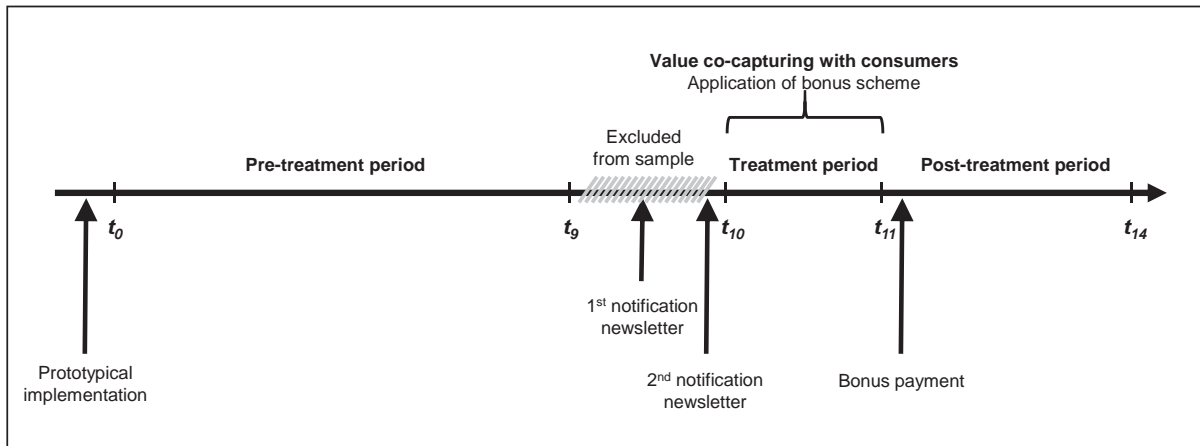 Value co-capturing with consumers
Application of bonus scheme
Excluded
from sample
Pre-treatment period
Treatment period
Post-treatment period
t0
t9
t10
t11
t14
1st notification
newsletter
Prototypical
implementation
2nd notification
newsletter
Bonus payment